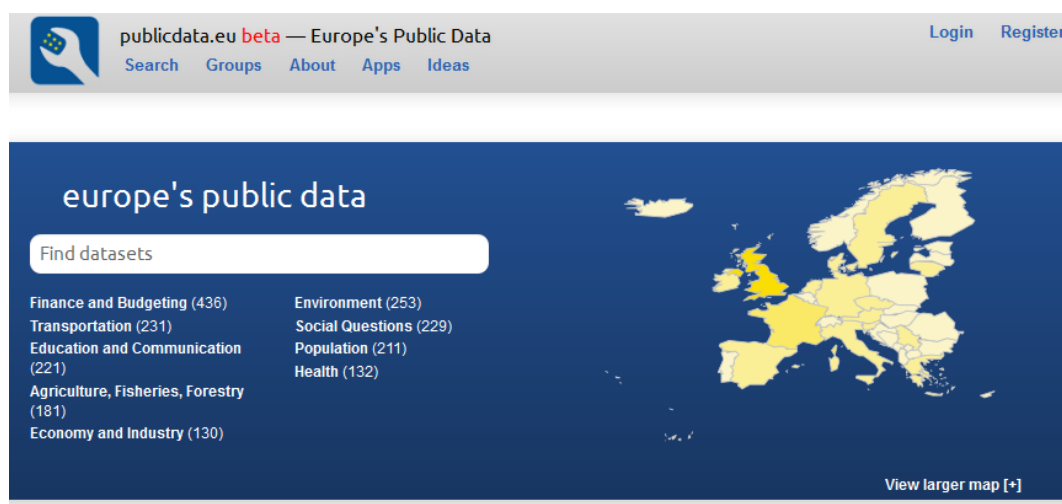 publicdata.eu beta — Europe's Public Data
Login Register
Search Groups About Apps Ideas
europe's public data
Find datasets
Finance and Budgeting (436)
Transportation (231)
Education and Communication
(221)
Agriculture, Fisheries, Forestry
(181)
Economy and Industry (130)
Environment (253)
Social Questions (229)
Population (211)
Health (132)
View larger map [+]